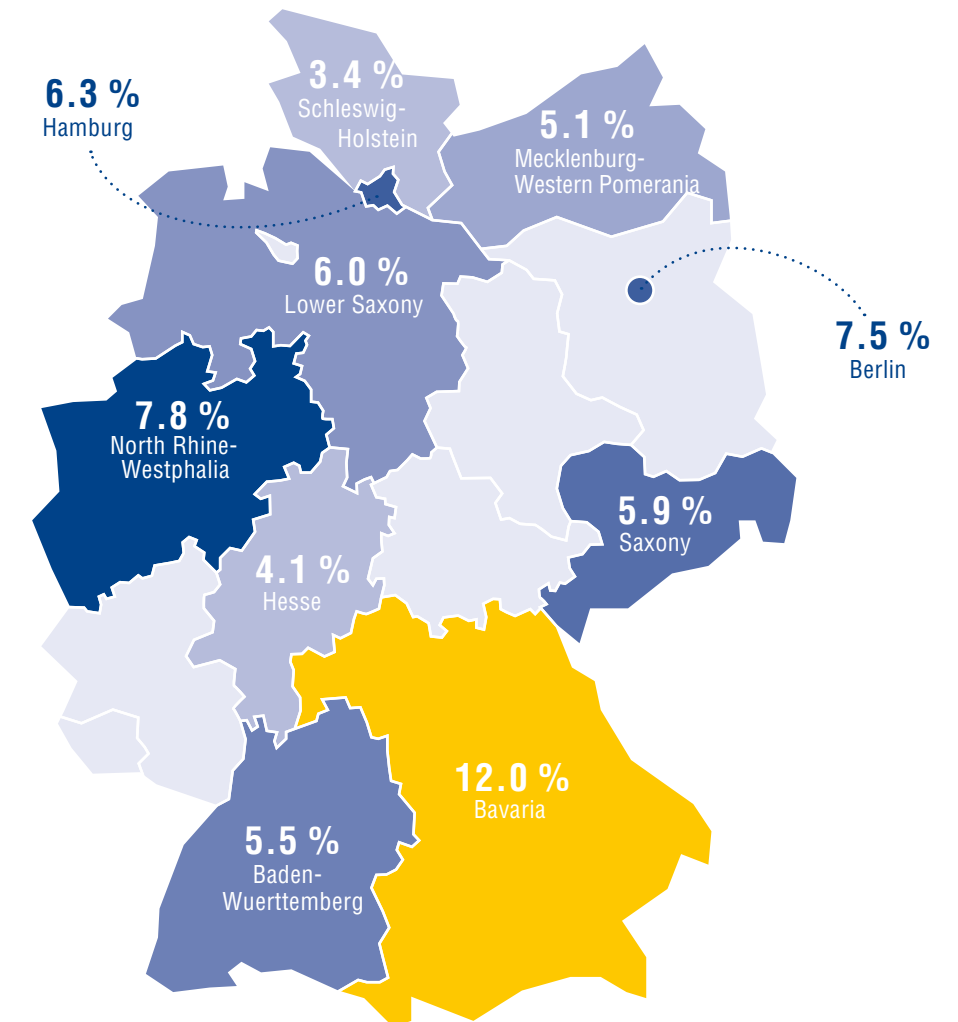 3.4 %
Schleswig-
Holstein
6.3 %
Hamburg
5.1 %
Mecklenburg-
Western Pomerania
6.0 %
Lower Saxony
7.5 %
Berlin
7.8 %
North Rhine-
Westphalia
5.9 %
Saxony
4.1 %
Hesse
12.0 %
Bavaria
5.5 %
Baden-
Wuerttemberg